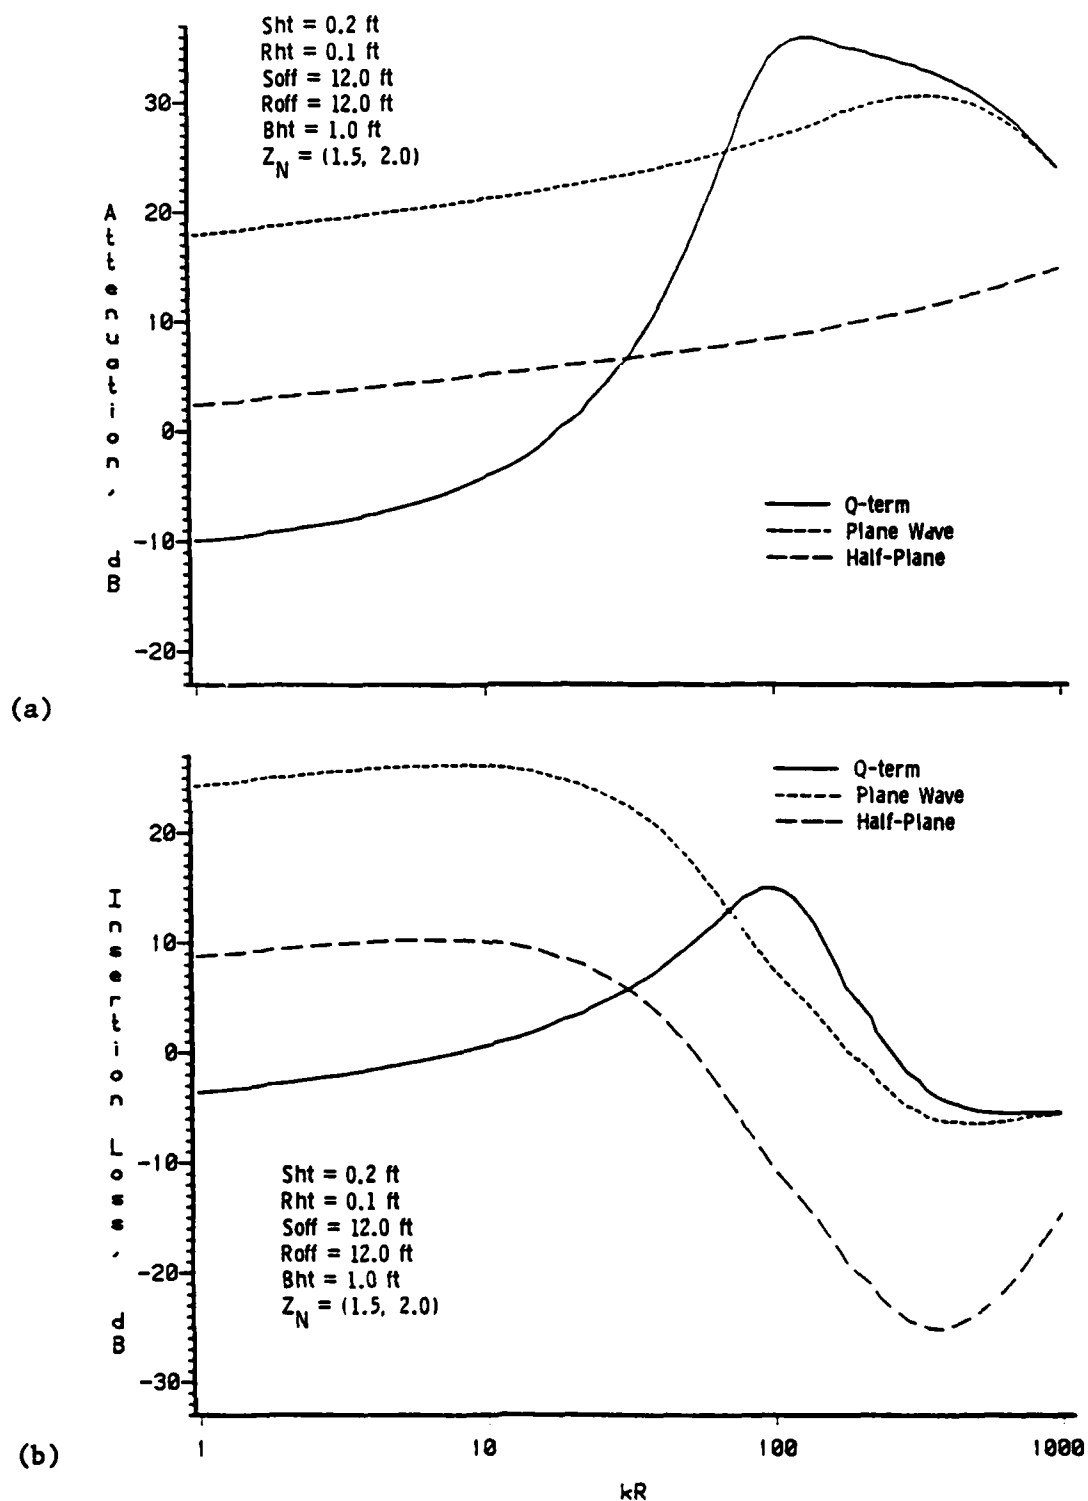 Sht = 0.2 ft
Rht = 0.1 ft
Soff = 12.0 ft
Roff = 12.0 ft
Bht = 1.0 ft
Z_N = (1.5, 2.0)
30
20
10
0
-10
-20
Attenuation, dB
Q-term
Plane Wave
Half-Plane
(a)
Q-term
Plane Wave
Half-Plane
20
10
0
-10
-20
-30
Insertion Loss, dB
Sht = 0.2 ft
Rht = 0.1 ft
Soff = 12.0 ft
Roff = 12.0 ft
Bht = 1.0 ft
Z_N = (1.5, 2.0)
(b)
1 10 100 1000
kR